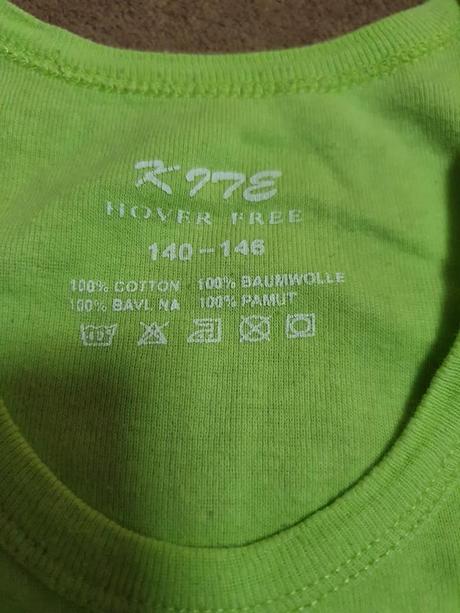 KITE
HOVER FREE
140-146
100% COTTON 100% BAUMWOLLE
100% BAVL NA 100% PAMUT